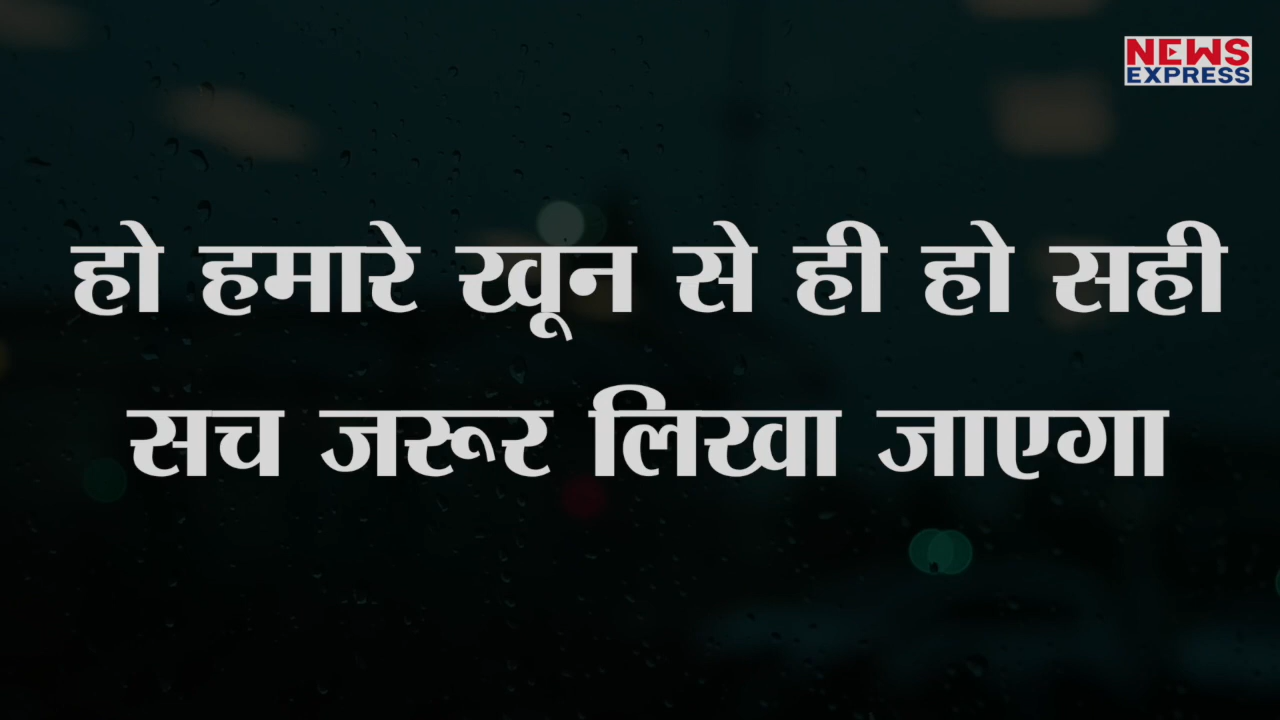 NEWS
EXPRESS
हो हमारे खून से ही हो सही
सच जरूर लिखा जाएगा